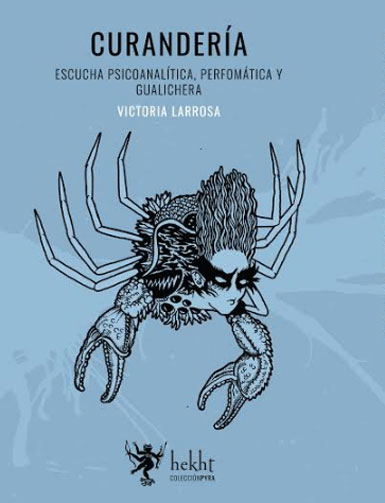 CURANDERÍA
ESCUCHA PSICOANALÍTICA, PERFOMÁTICA Y
GUALICHERA
VICTORIA LARROSA
hekht
COLECCIÓNPYRA